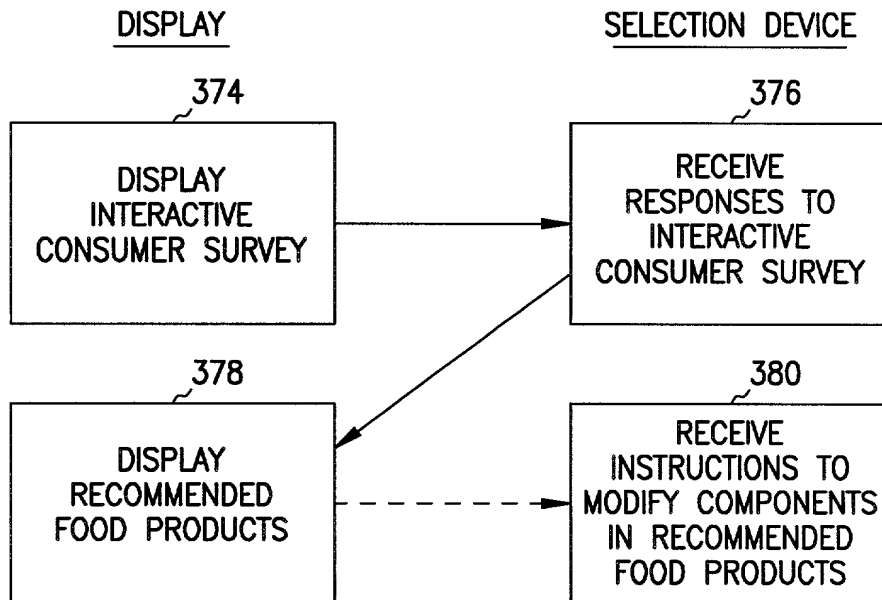 DISPLAY
SELECTION DEVICE
374
DISPLAY
INTERACTIVE
CONSUMER SURVEY
376
RECEIVE
RESPONSES TO
INTERACTIVE
CONSUMER SURVEY
378
DISPLAY
RECOMMENDED
FOOD PRODUCTS
380
RECEIVE
INSTRUCTIONS TO
MODIFY COMPONENTS
IN RECOMMENDED
FOOD PRODUCTS